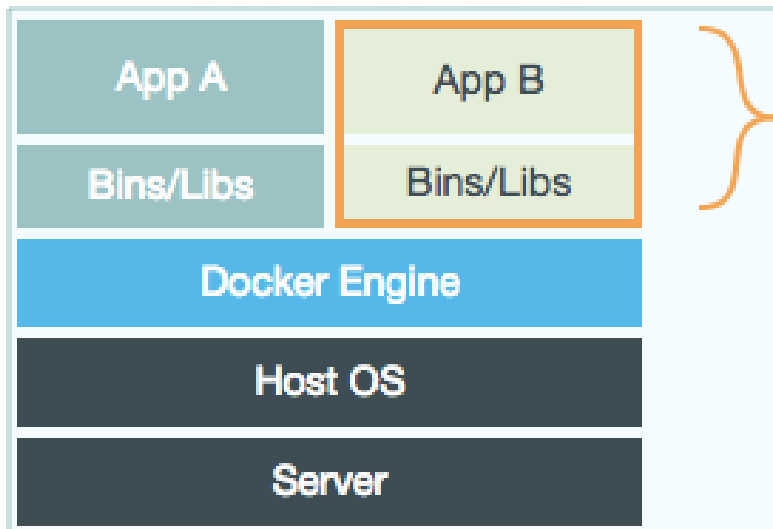 App A
App B
Bins/Libs
Bins/Libs
Docker Engine
Host OS
Server